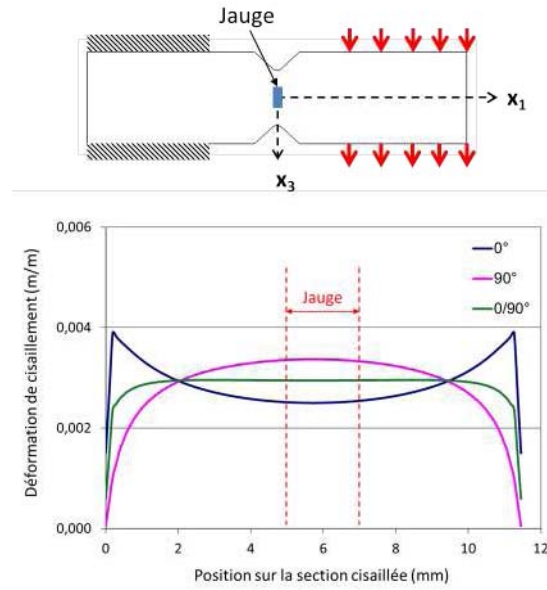 Jauge
x₁
x₃
0,006
0,004
0,002
0,000
Déformation de cisaillement (m/m)
0°
90°
0/90°
Jauge
0 2 4 6 8 10 12
Position sur la section cisaillée (mm)